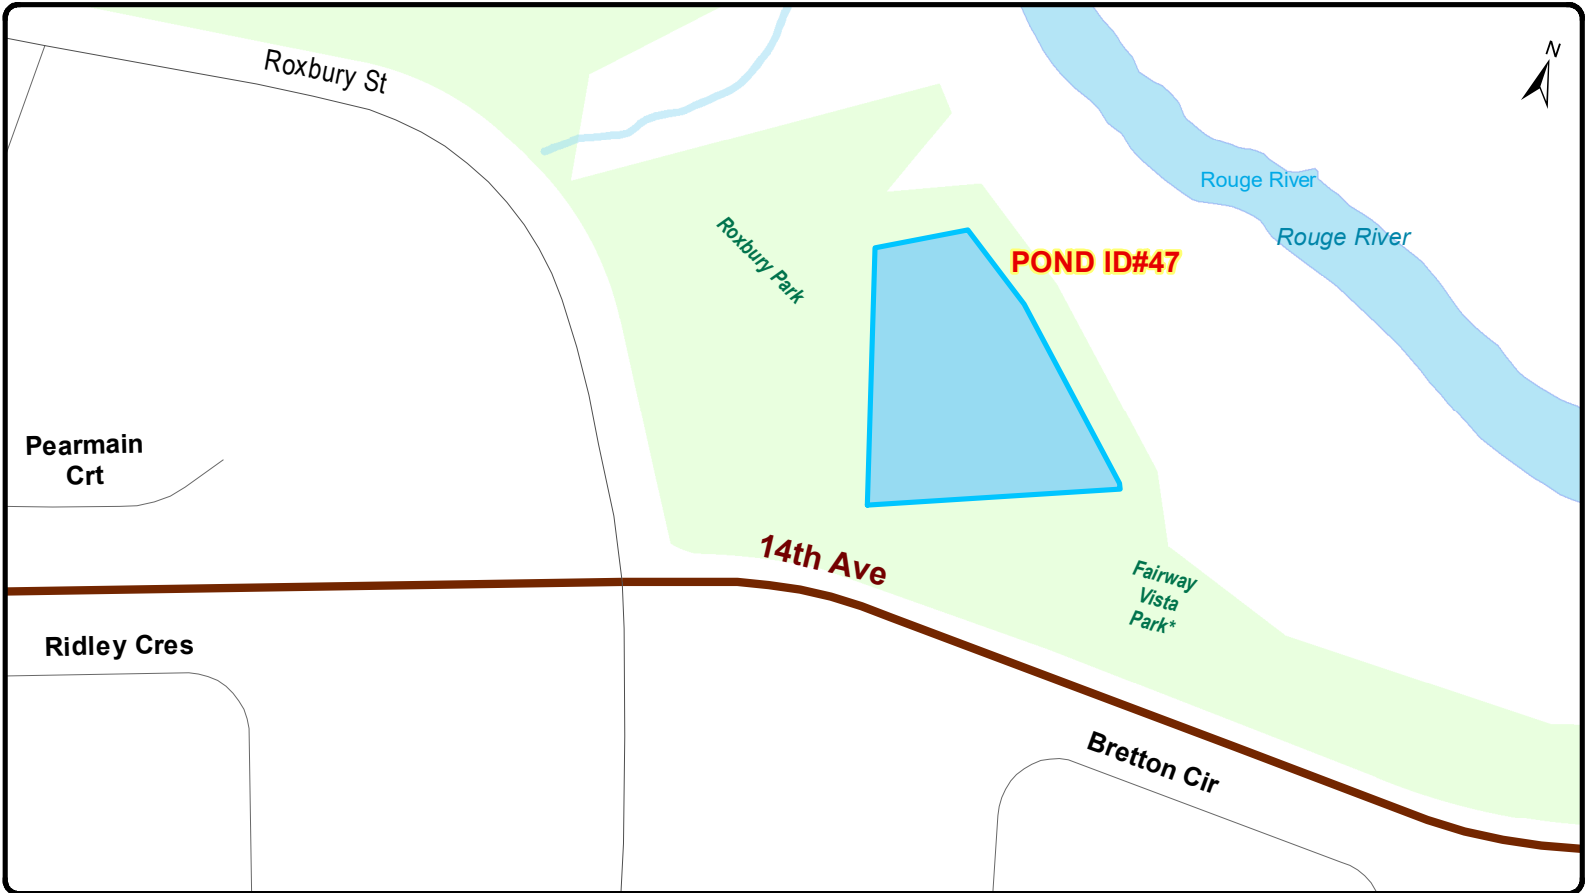 N
Roxbury St
Rouge River
Rouge River
Roxbury Park
POND ID#47
Pearmain
Crt
14th Ave
Fairway
Vista
Park*
Ridley Cres
Bretton Cir